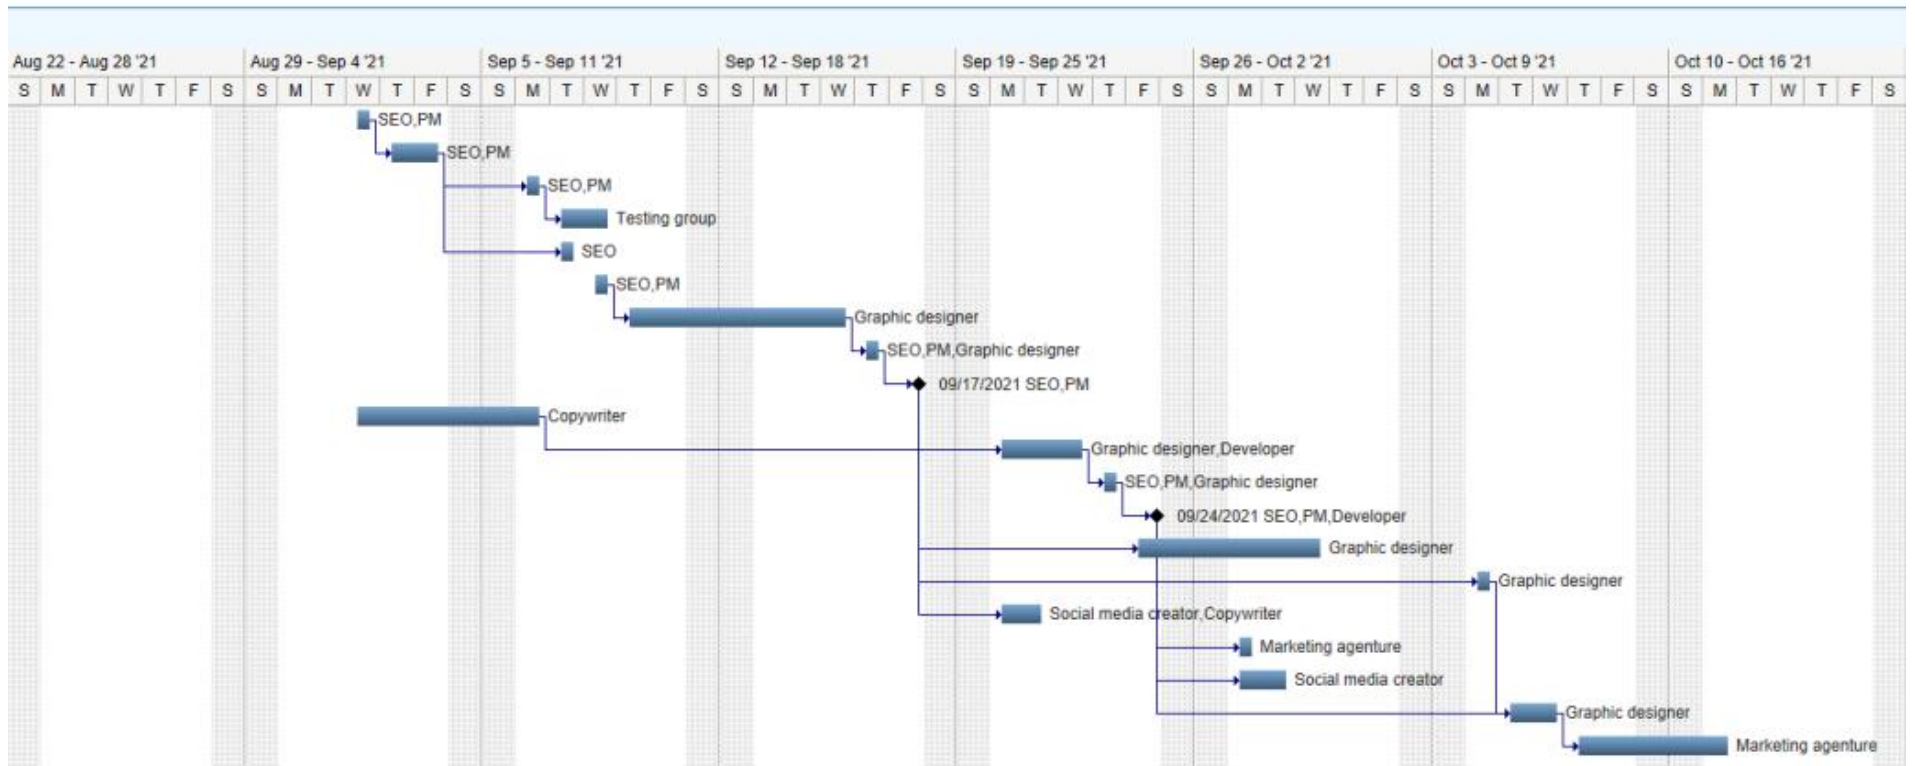 Aug 22 - Aug 28 '21 Aug 29 - Sep 4 '21 Sep 5 - Sep 11 '21 Sep 12 - Sep 18 '21 Sep 19 - Sep 25 '21 Sep 26 - Oct 2 '21 Oct 3 - Oct 9 '21 Oct 10 - Oct 16 '21
S M T W T F S S M T W T F S S M T W T F S S M T W T F S S M T W T F S S M T W T F S S M T W T F S S M T W T F S
SEO,PM
SEO,PM
SEO,PM
Testing group
SEO
SEO,PM
Graphic designer
SEO,PM,Graphic designer
09/17/2021 SEO,PM
Copywriter
Graphic designer,Developer
SEO,PM,Graphic designer
09/24/2021 SEO,PM,Developer
Graphic designer
Graphic designer
Social media creator,Copywriter
Marketing agenture
Social media creator
Graphic designer
Marketing agenture